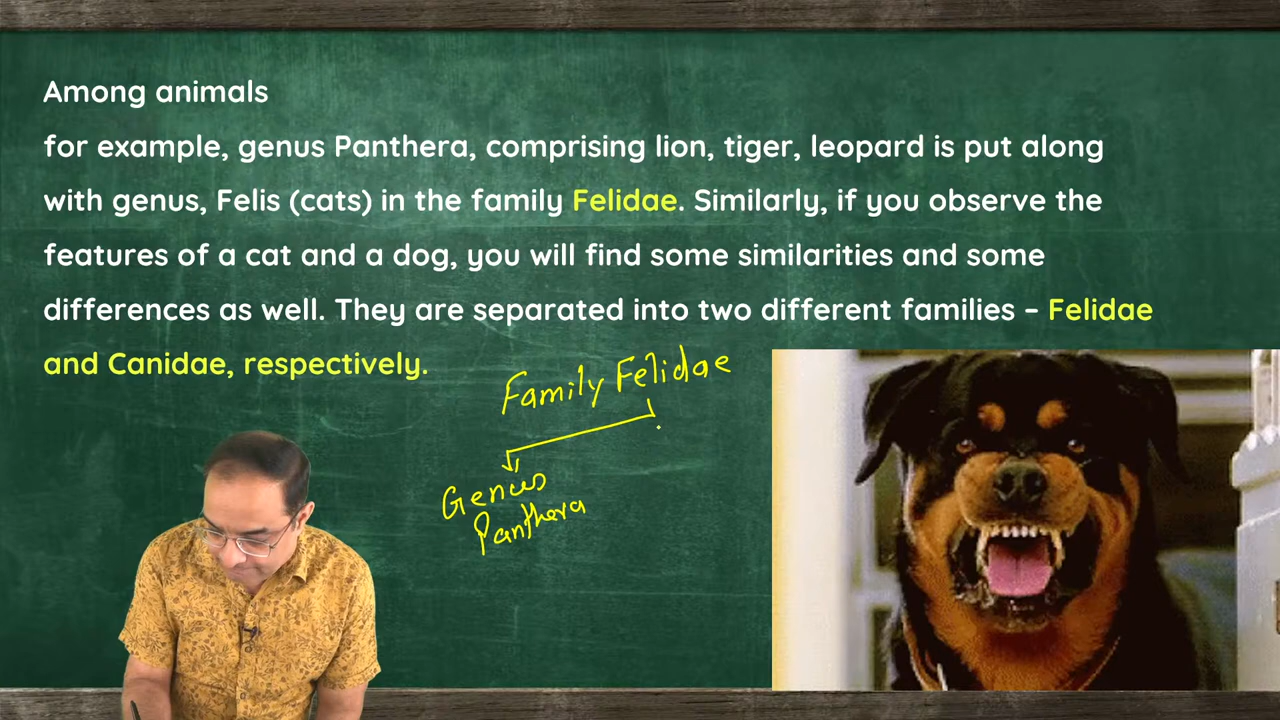 Among animals
for example, genus Panthera, comprising lion, tiger, leopard is put along
with genus, Felis (cats) in the family Felidae. Similarly, if you observe the
features of a cat and a dog, you will find some similarities and some
differences as well. They are separated into two different families – Felidae
and Canidae, respectively.
Family Felidae
Genus
Panthera